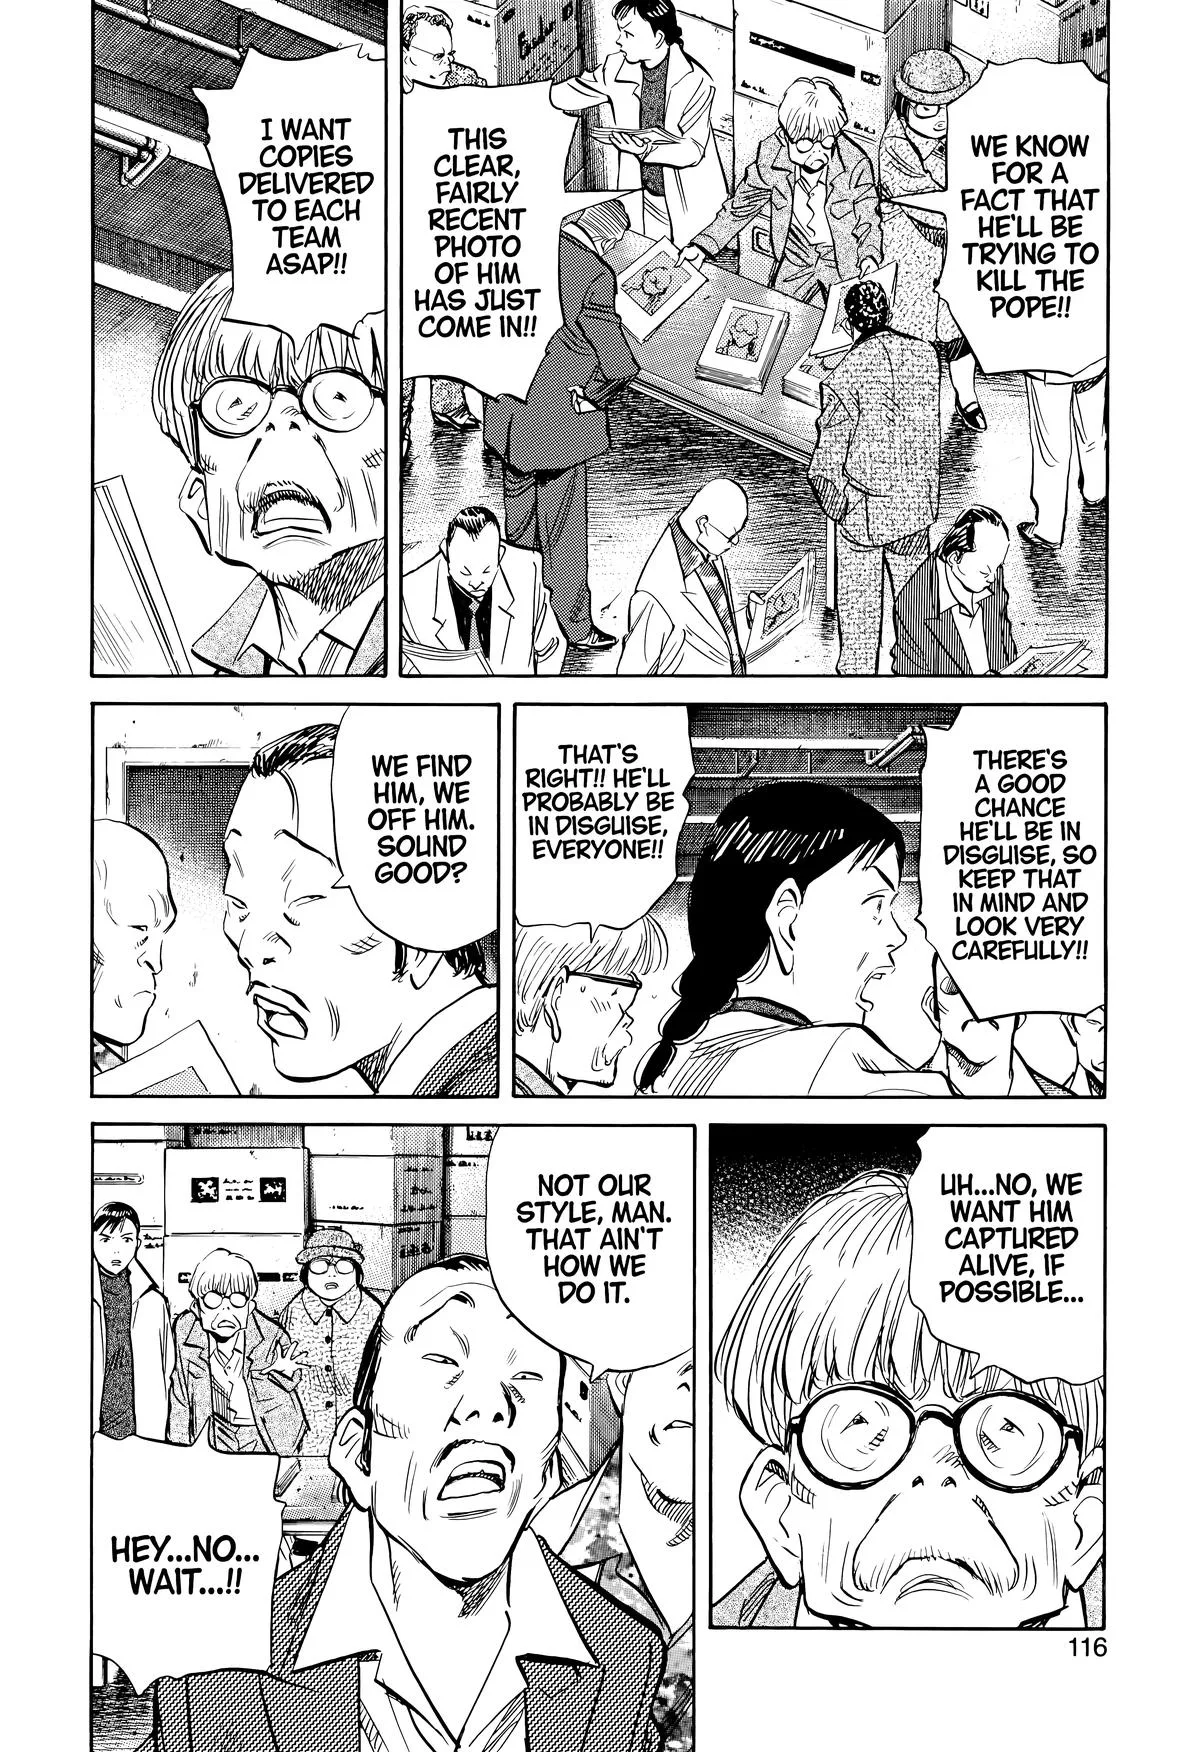 WE KNOW
FOR A
FACT THAT
HE'LL BE
TRYING TO
KILL THE
POPE!!
THIS
CLEAR,
FAIRLY
RECENT
PHOTO
OF HIM
HAS JUST
COME IN!!
I WANT
COPIES
DELIVERED
TO EACH
TEAM
ASAP!!
THERE'S
A GOOD
CHANCE
HE'LL BE IN
DISGUISE, SO
KEEP THAT
IN MIND AND
LOOK VERY
CAREFULLY!!
THAT'S
RIGHT!! HE'LL
PROBABLY BE
IN DISGUISE,
EVERYONE!!
WE FIND
HIM, WE
OFF HIM.
SOUND
GOOD?
UH...NO, WE
WANT HIM
CAPTURED
ALIVE, IF
POSSIBLE...
NOT OUR
STYLE, MAN.
THAT AIN'T
HOW WE
DO IT.
HEY...NO...
WAIT...!!
116